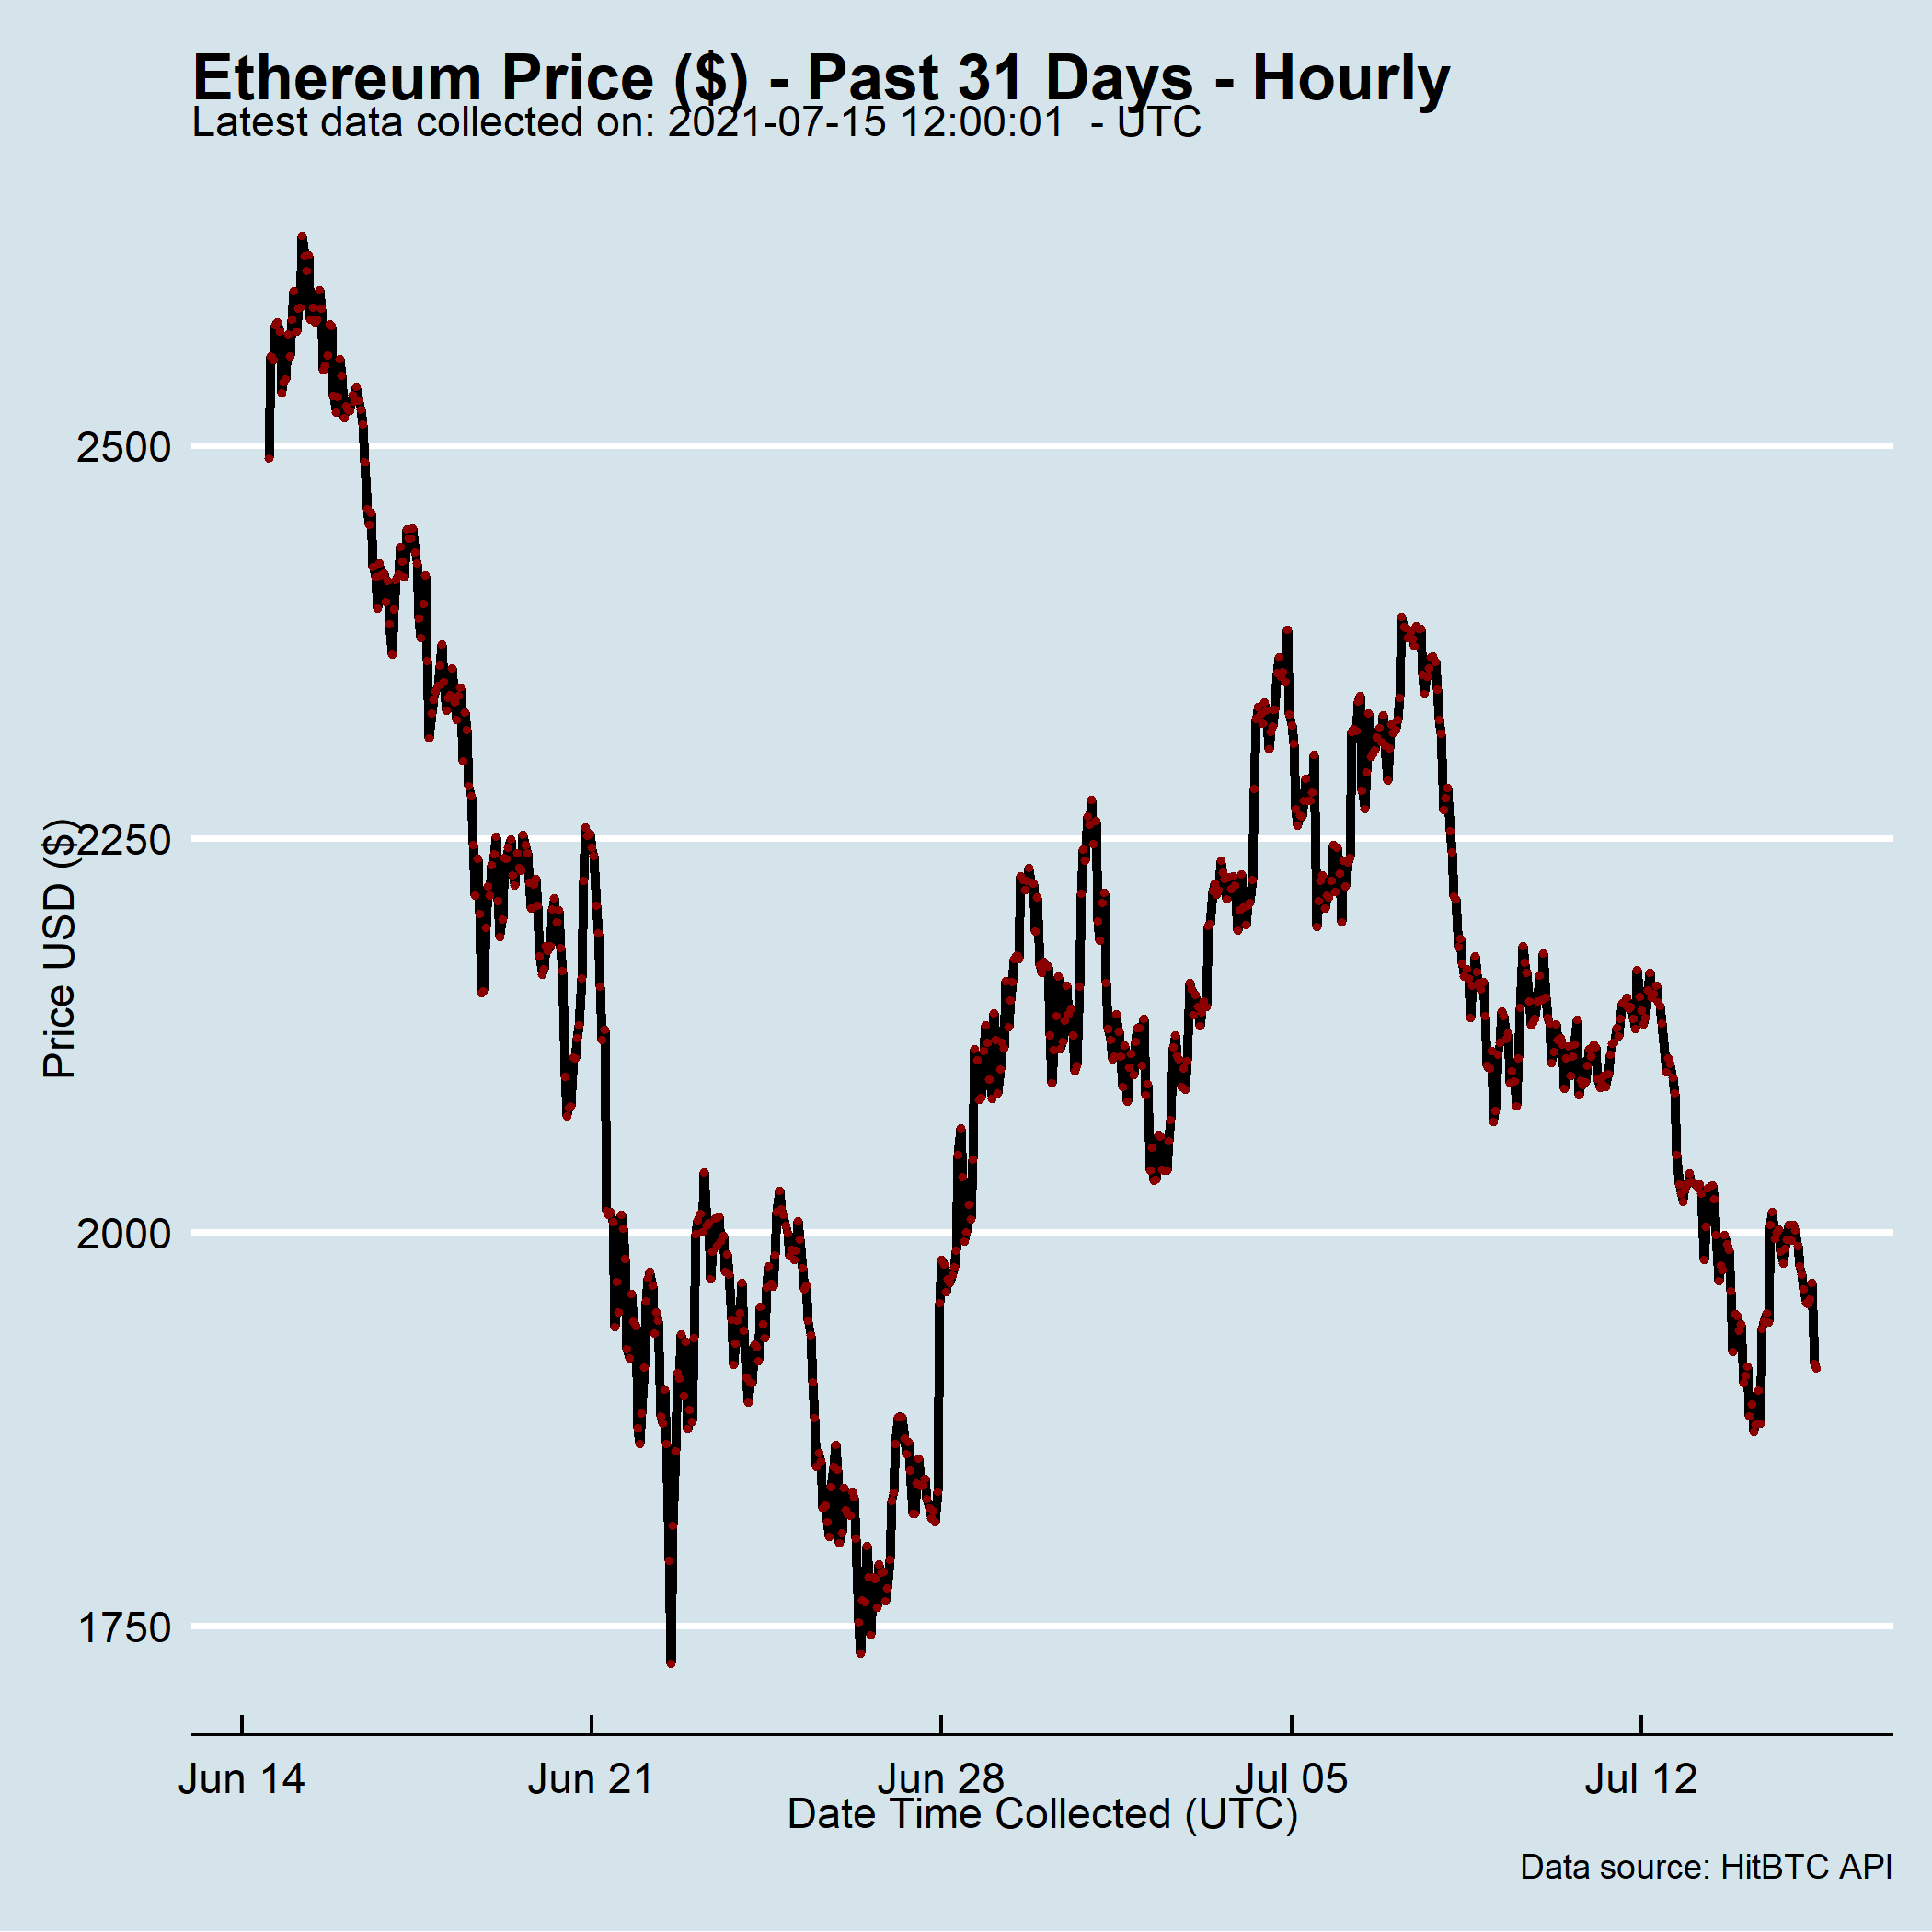 Ethereum Price ($) - Past 31 Days - Hourly
Latest data collected on: 2021-07-15 12:00:01  - UTC
Price USD ($)
2500
2250
2000
1750
Jun 14
Jun 21
Jun 28
Jul 05
Jul 12
Date Time Collected (UTC)
Data source: HitBTC API